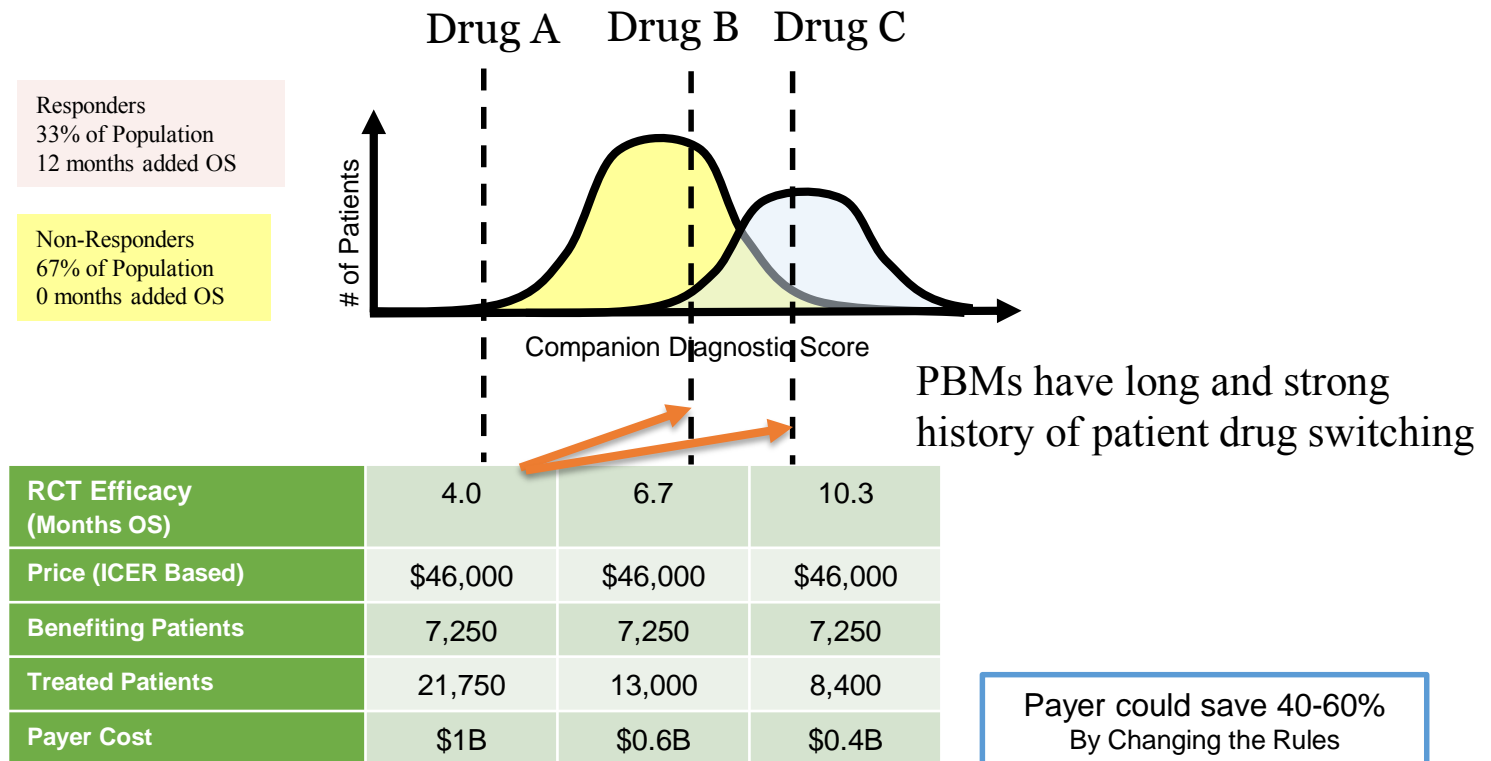 Drug A Drug B Drug C
Responders
33% of Population
12 months added OS
Non-Responders
67% of Population
0 months added OS
# of Patients
Companion Diagnostic Score
PBMs have long and strong
history of patient drug switching
RCT Efficacy
(Months OS) 4.0 6.7 10.3
Price (ICER Based) $46,000 $46,000 $46,000
Benefiting Patients 7,250 7,250 7,250
Treated Patients 21,750 13,000 8,400
Payer Cost $1B $0.6B $0.4B
Payer could save 40-60%
By Changing the Rules